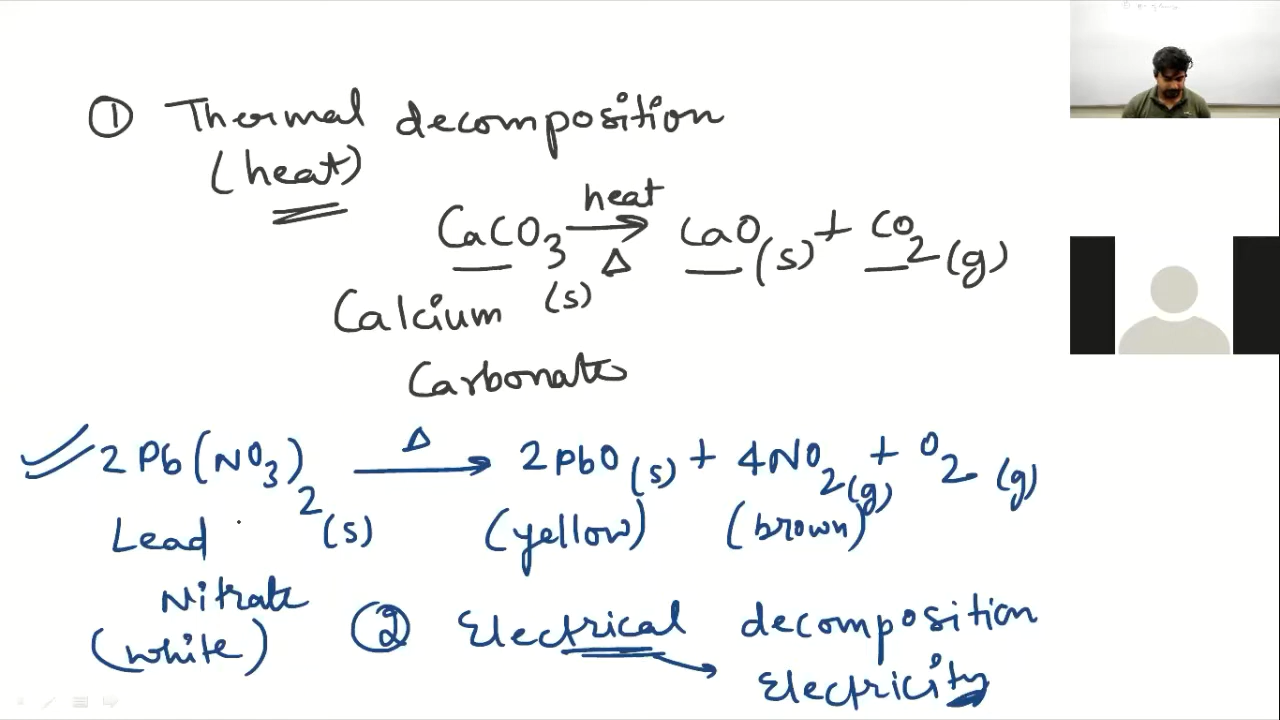 ① Thermal decomposition
(heat)
CaCO₃ (s) →[heat, Δ] CaO (s) + CO₂ (g)
Calcium
Carbonate
2Pb(NO₃)₂ (s) →[Δ] 2PbO (s) + 4NO₂ (g) + O₂ (g)
Lead (yellow) (brown)
Nitrate
(white)
② Electrical decomposition
Electricity